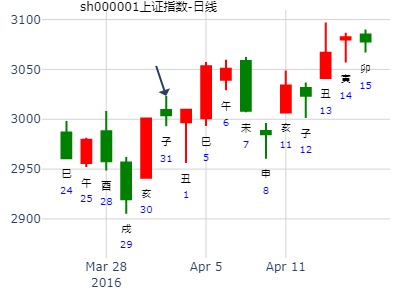 sh000001上证指数-日线
3100
3050
3000
2950
2900
巳
24
午
25
酉
28
戌
29
亥
30
子
31
丑
1
巳
5
午
6
未
7
申
8
亥
11
子
12
丑
13
寅
14
卯
15
Mar 28
2016
Apr 5
Apr 11